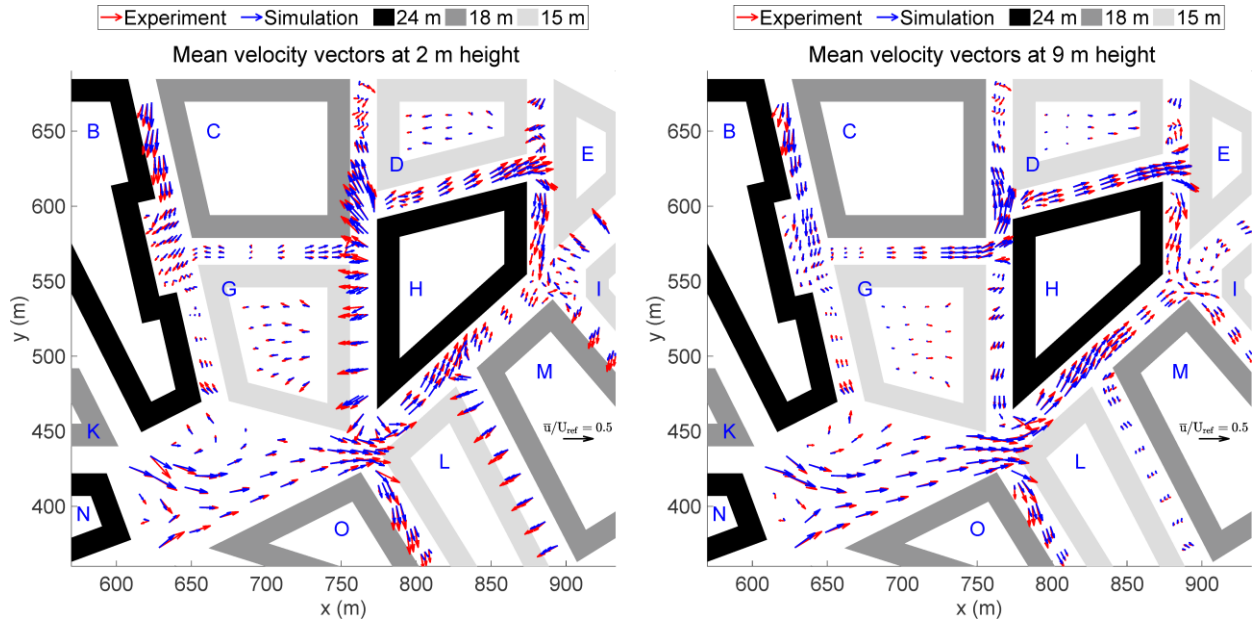 Experiment Simulation 24 m 18 m 15 m
Mean velocity vectors at 2 m height
B
C
D
E
G
H
I
K
L
M
N
O
650
600
550
500
450
400
y (m)
600 650 700 750 800 850 900
x (m)
u̅/U_ref = 0.5
Experiment Simulation 24 m 18 m 15 m
Mean velocity vectors at 9 m height
B
C
D
E
G
H
I
K
L
M
N
O
650
600
550
500
450
400
y (m)
600 650 700 750 800 850 900
x (m)
u̅/U_ref = 0.5